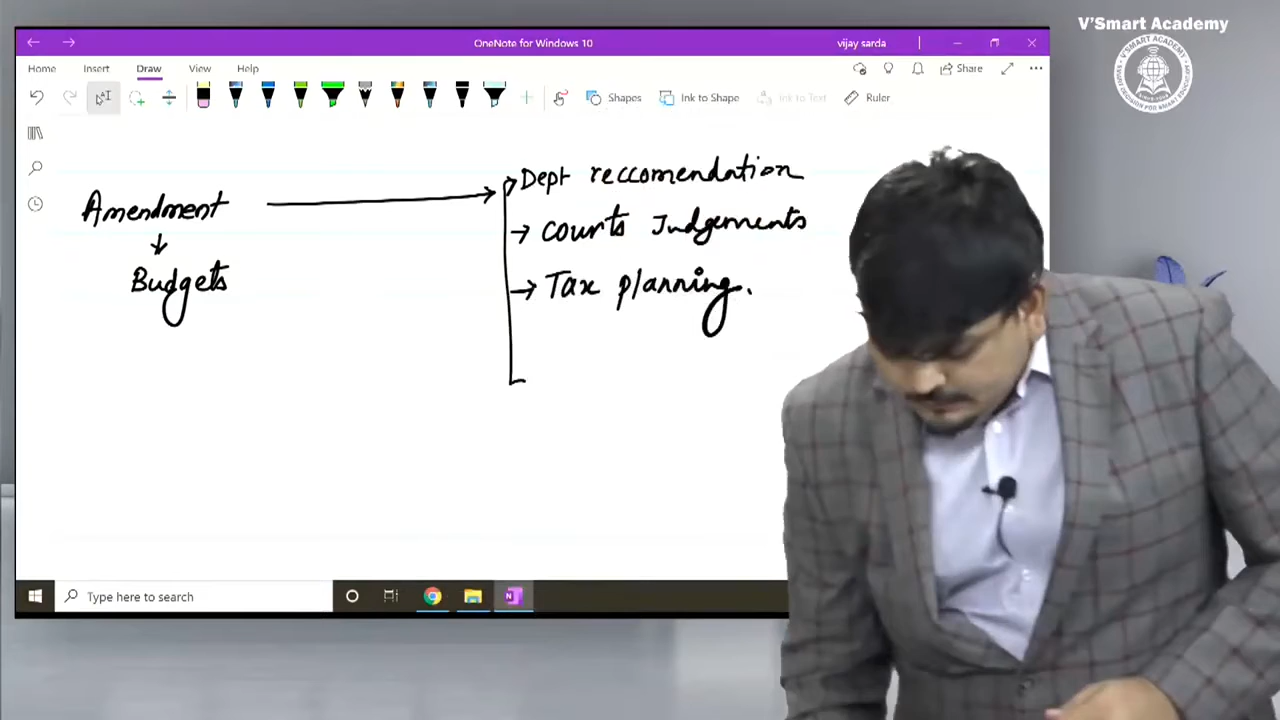 V'Smart Academy
OneNote for Windows 10
vijay sarda
Home Insert Draw View Help
Share
Shapes Ink to Shape Ink to Text Ruler
Dept reccomendation
Amendment
Courts Judgements
Budgets
Tax planning.
Type here to search